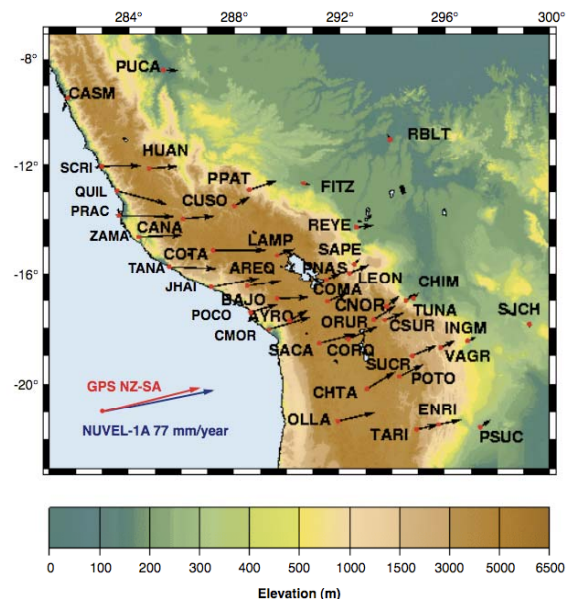 284° 288° 292° 296° 300°
-8°
PUCA
CASM
RBLT
HUAN
-12°
SCRI
PPAT
FITZ
QUIL
CUSO
PRAC
CANA
REYE
ZAMA
LAMP
COTA
SAPE
-16°
TANA
AREQ
PNAS
LEON
JHAI
COMA
CHIM
BAJO
CNOR
TUNA
POCO
AYRO
ORUR
CSUR
INGM
SJCH
CMOR
SACA
CORO
VAGR
SUCR
-20°
GPS NZ-SA
CHTA
POTO
NUVEL-1A 77 mm/year
OLLA
ENRI
TARI
PSUC
0 100 200 300 400 500 1000 1500 3000 5000 6500
Elevation (m)